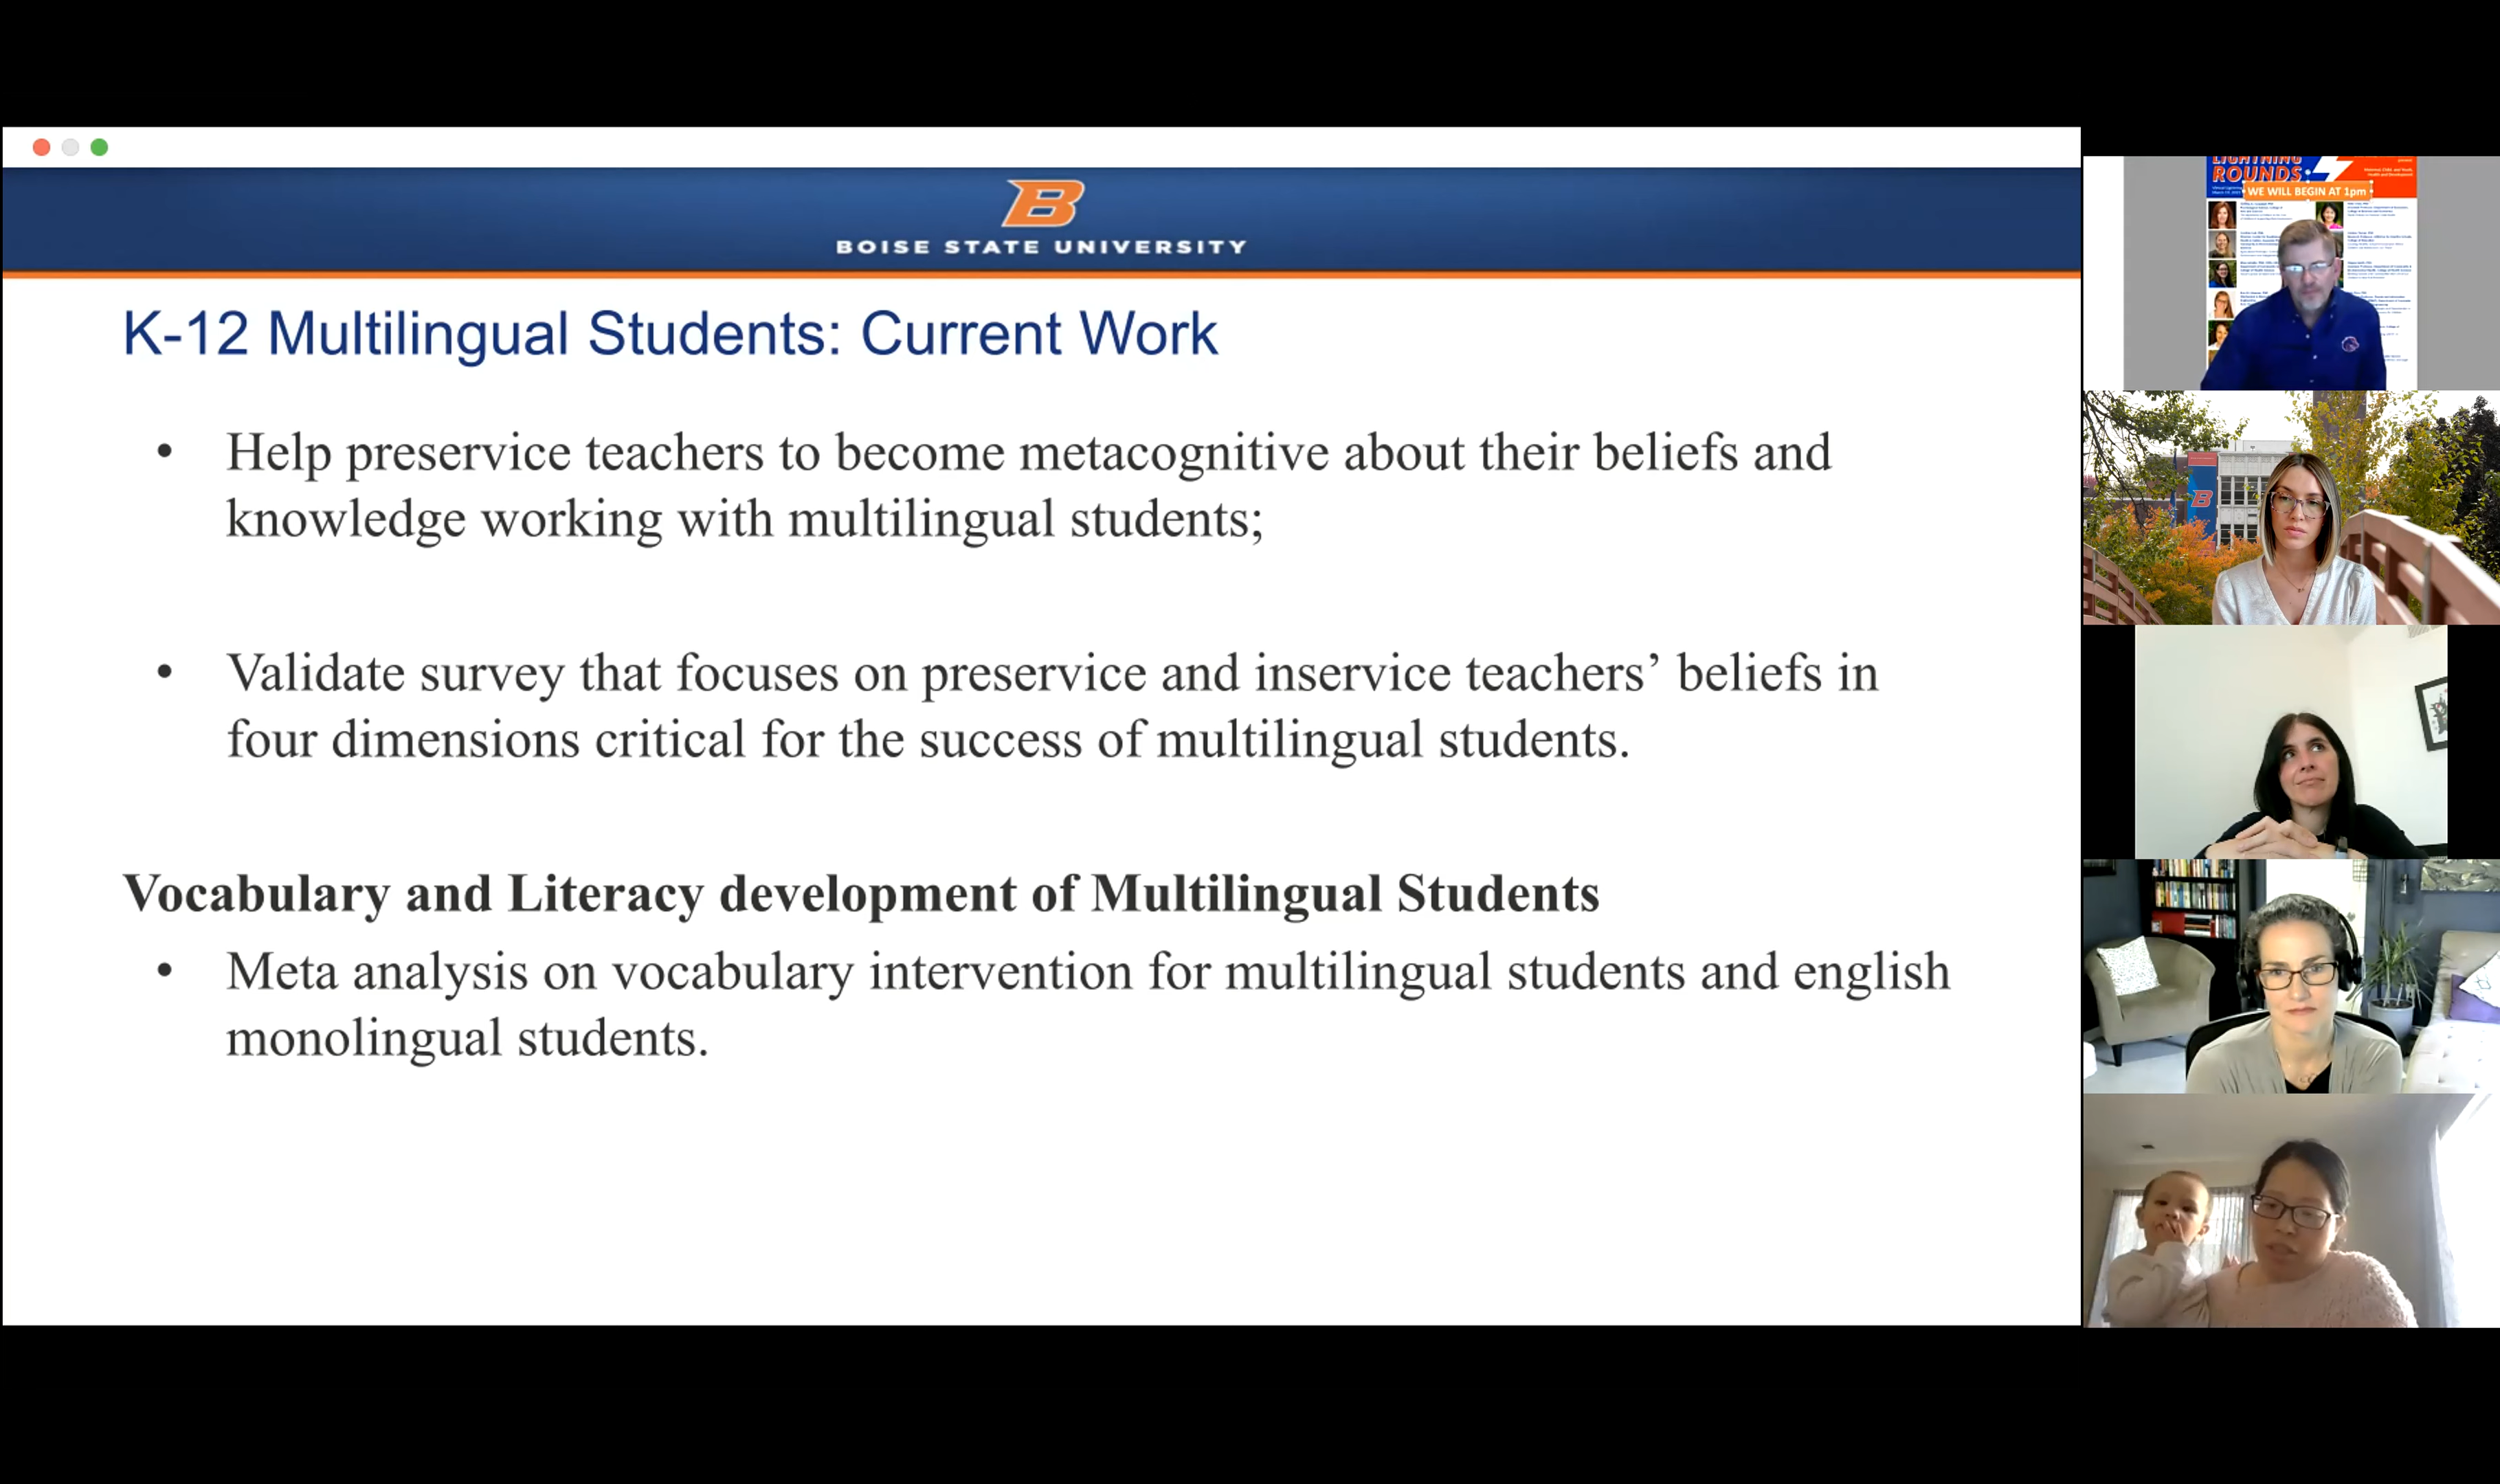 BOISE STATE UNIVERSITY
K-12 Multilingual Students: Current Work
• Help preservice teachers to become metacognitive about their beliefs and
knowledge working with multilingual students;
• Validate survey that focuses on preservice and inservice teachers’ beliefs in
four dimensions critical for the success of multilingual students.
Vocabulary and Literacy development of Multilingual Students
• Meta analysis on vocabulary intervention for multilingual students and english
monolingual students.
LIGHTNING
ROUNDS
WE WILL BEGIN AT 1pm
B